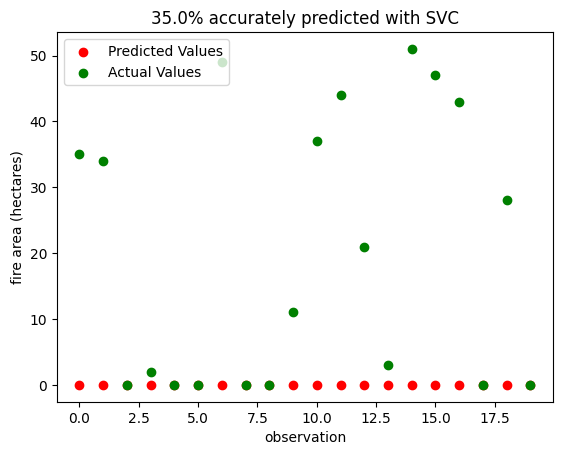 35.0% accurately predicted with SVC
Predicted Values
Actual Values
fire area (hectares)
50
40
30
20
10
0
0.0 2.5 5.0 7.5 10.0 12.5 15.0 17.5
observation